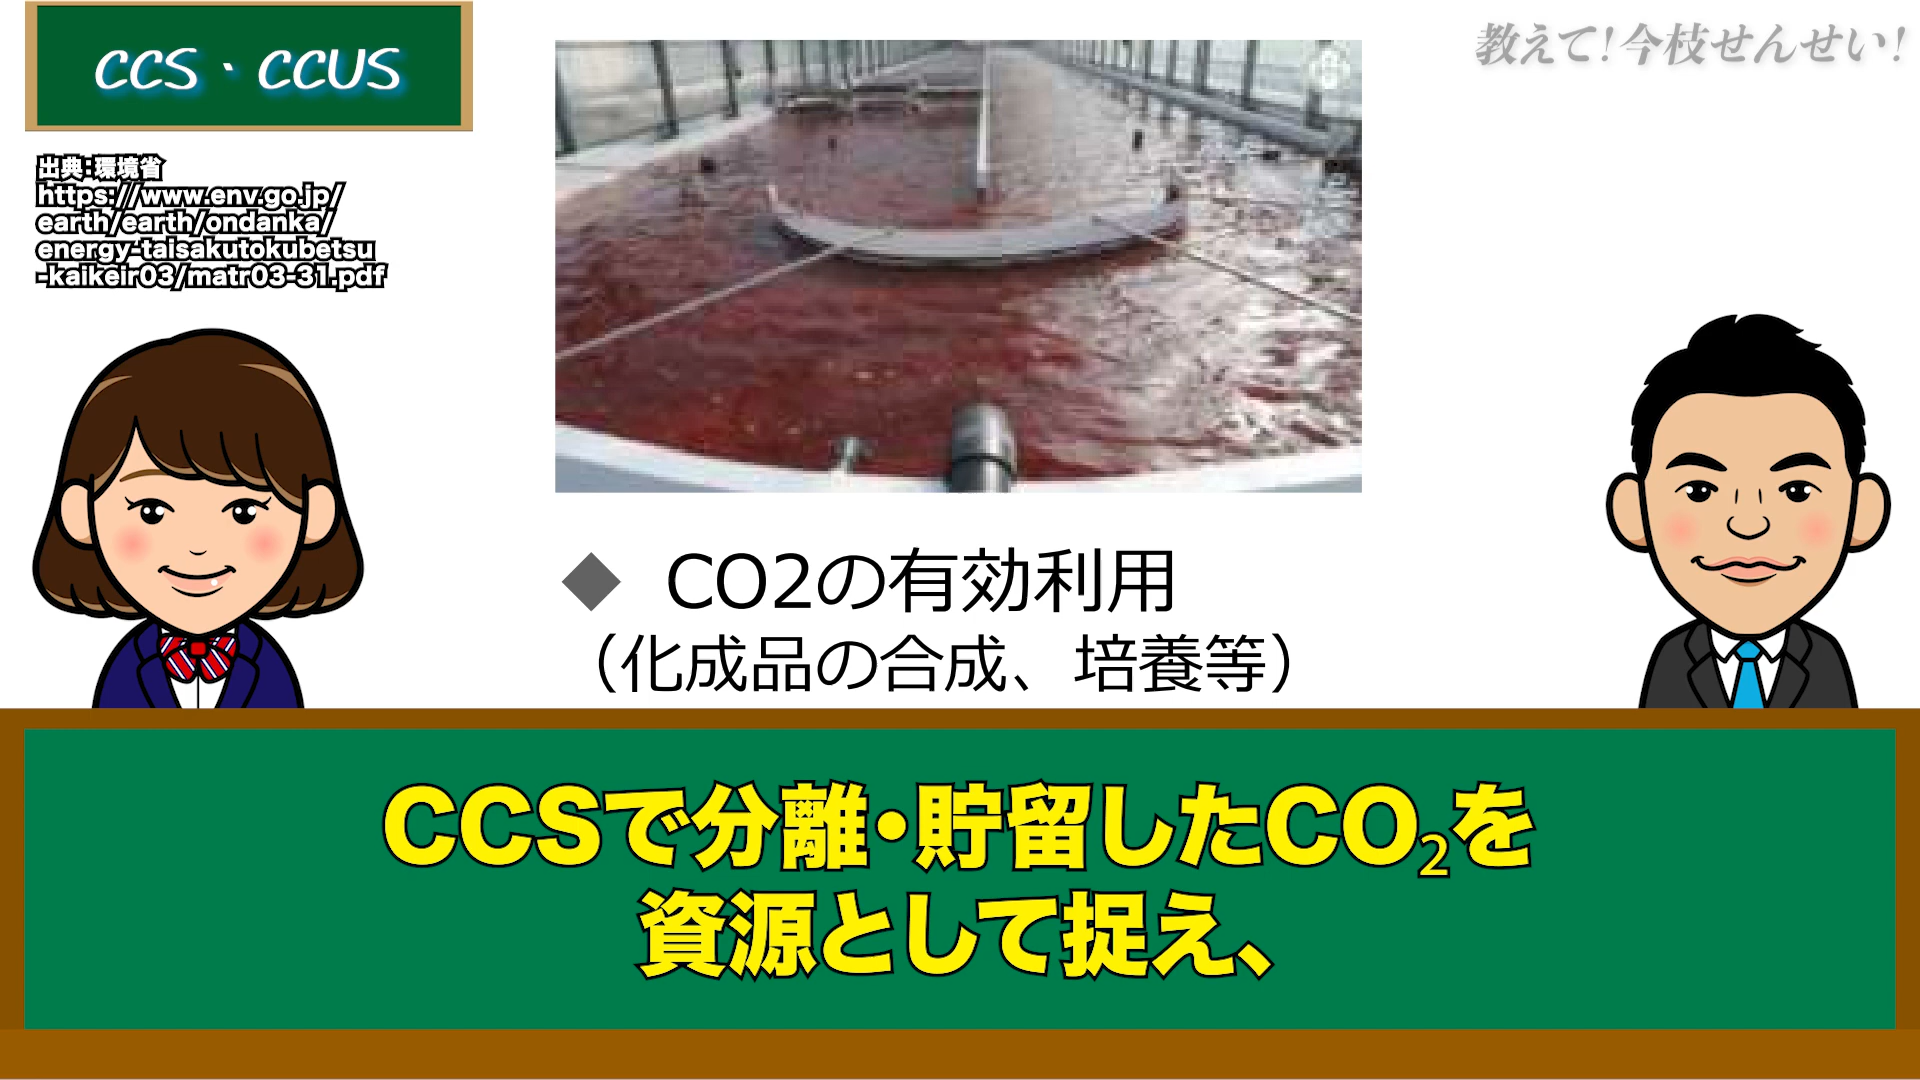 CCS・CCUS
教えて!今枝せんせい!
出典:環境省
https://www.env.go.jp/
earth/earth/ondanka/
energy-taisakutokubetsu
-kaikeir03/matr03-31.pdf
◆ CO2の有効利用
（化成品の合成、培養等）
CCSで分離・貯留したCO₂を
資源として捉え、